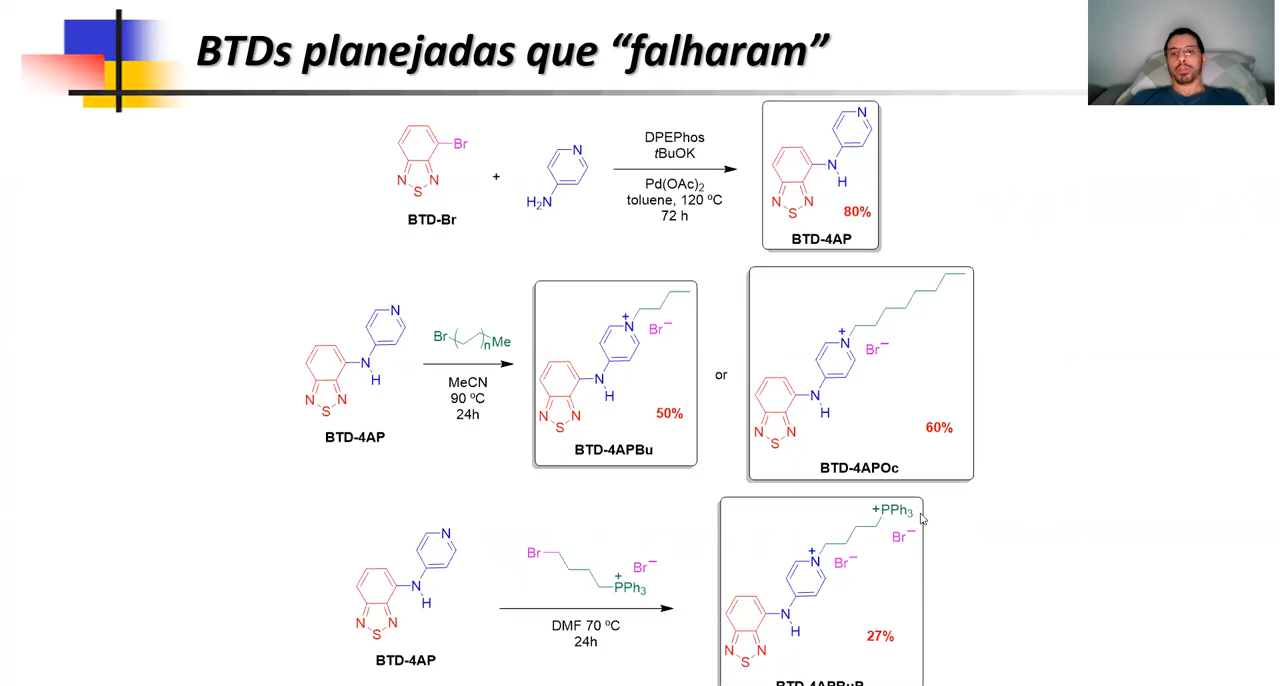 BTDs planejadas que “falharam”
Br
N
N
S
BTD-Br
+
N
H₂N
DPEPhos
tBuOK
Pd(OAc)₂
toluene, 120 ºC
72 h
N
N
H
N
N
S
80%
BTD-4AP
N
N
H
N
N
S
BTD-4AP
Br
n
Me
MeCN
90 ºC
24h
+
N
Br⁻
N
H
N
N
S
50%
BTD-4APBu
or
+
N
Br⁻
N
H
N
N
S
60%
BTD-4APOc
N
N
H
N
N
S
BTD-4AP
Br
Br⁻
+
PPh₃
DMF 70 ºC
24h
+PPh₃
Br⁻
+
N
Br⁻
N
H
N
N
S
27%
BTD-4APBuP